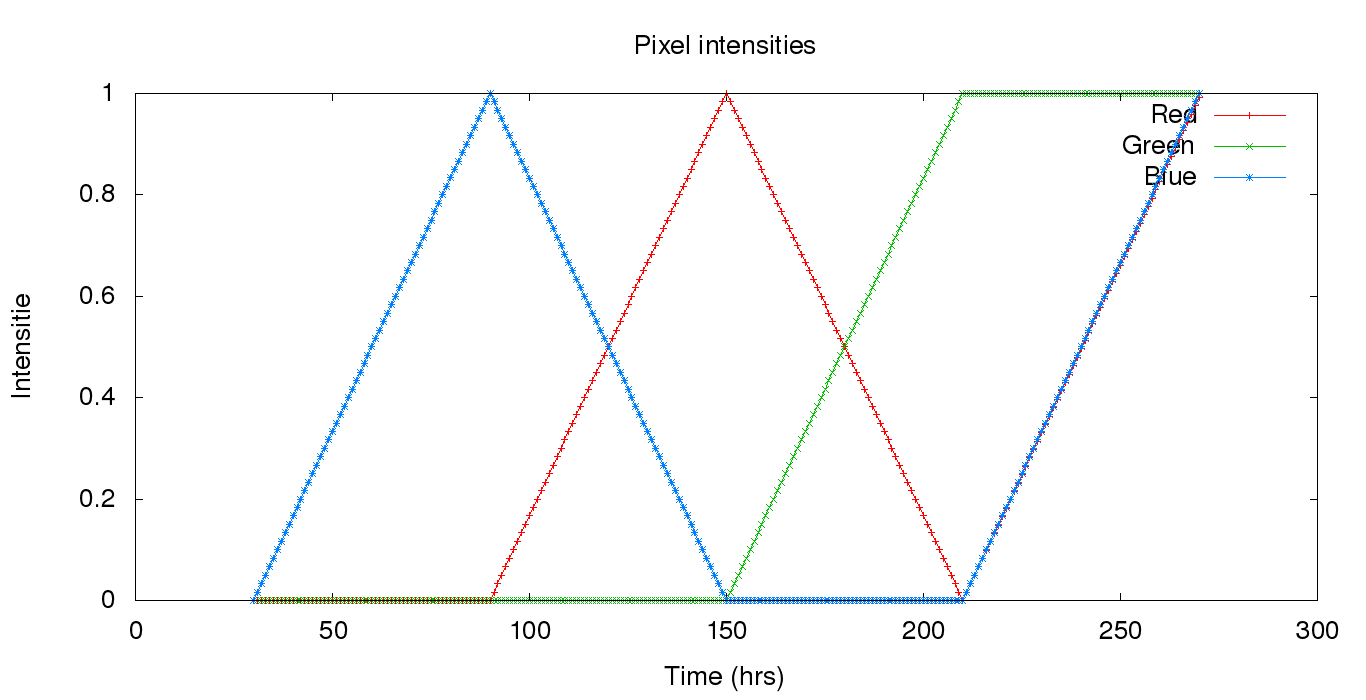 Pixel intensities
1
0.8
0.6
0.4
0.2
0
Intensitie
Red
Green
Blue
0 50 100 150 200 250 300
Time (hrs)